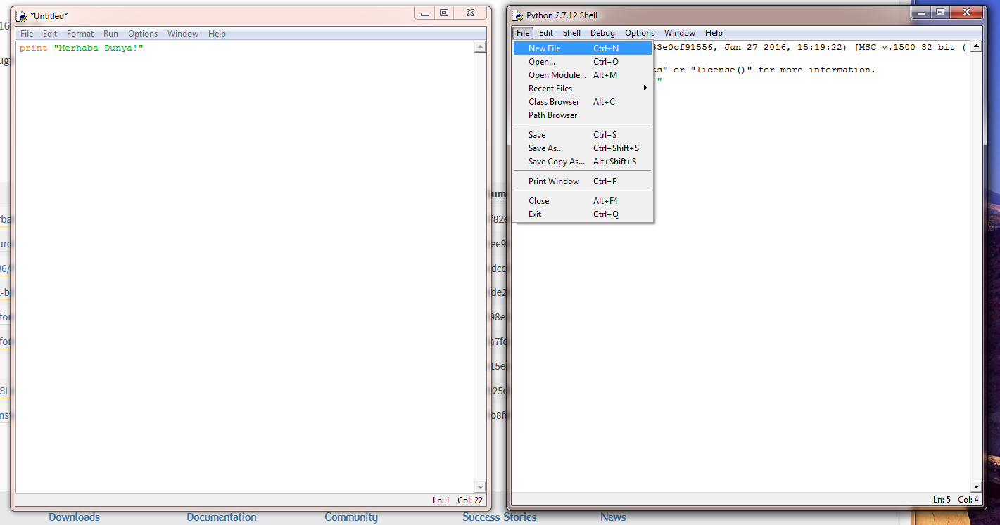 *Untitled*
File Edit Format Run Options Window Help
print "Merhaba Dunya!"
Ln: 1 Col: 22
Python 2.7.12 Shell
File Edit Shell Debug Options Window Help
New File Ctrl+N
Open... Ctrl+O
Open Module... Alt+M
Recent Files
Class Browser Alt+C
Path Browser
Save Ctrl+S
Save As... Ctrl+Shift+S
Save Copy As... Alt+Shift+S
Print Window Ctrl+P
Close Alt+F4
Exit Ctrl+Q
33e0cf91556, Jun 27 2016, 15:19:22) [MSC v.1500 32 bit (
s" or "license()" for more information.
!"
Ln: 5 Col: 4
Downloads Documentation Community Success Stories News